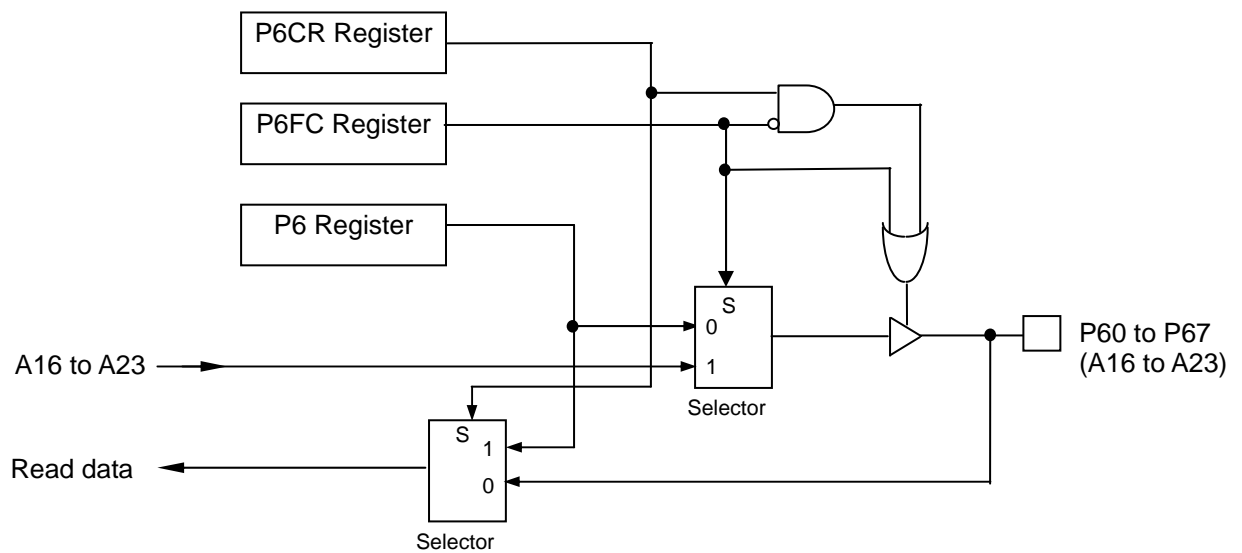 P6CR Register
P6FC Register
P6 Register
S
0
1
Selector
A16 to A23
P60 to P67
(A16 to A23)
S
1
0
Selector
Read data